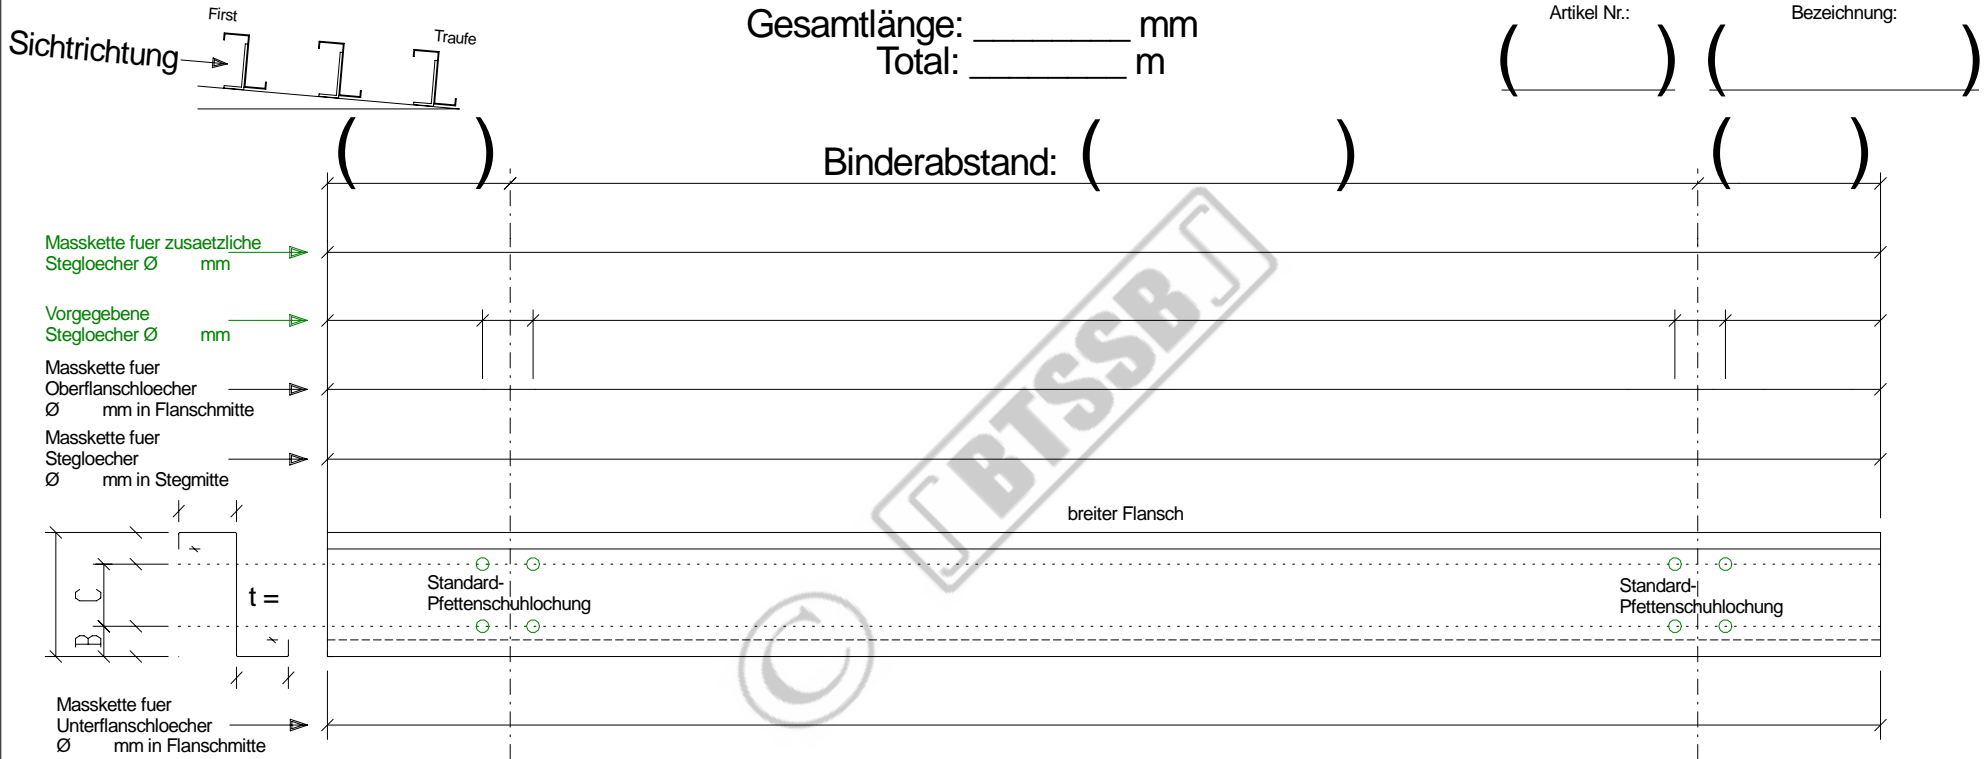 First
Traufe
Sichtrichtung
Gesamtlänge: ________ mm
Total: ________ m
Artikel Nr.:
Bezeichnung:
( )
( )
( )
Binderabstand: ( )
( )
Masskette fuer zusaetzliche
Stegloecher Ø mm
Vorgegebene
Stegloecher Ø mm
Masskette fuer
Oberflanschloecher
Ø mm in Flanschmitte
Masskette fuer
Stegloecher
Ø mm in Stegmitte
breiter Flansch
C
B
t =
Standard-
Pfettenschuhlochung
Standard-
Pfettenschuhlochung
Masskette fuer
Unterflanschloecher
Ø mm in Flanschmitte
© [BTSSB]